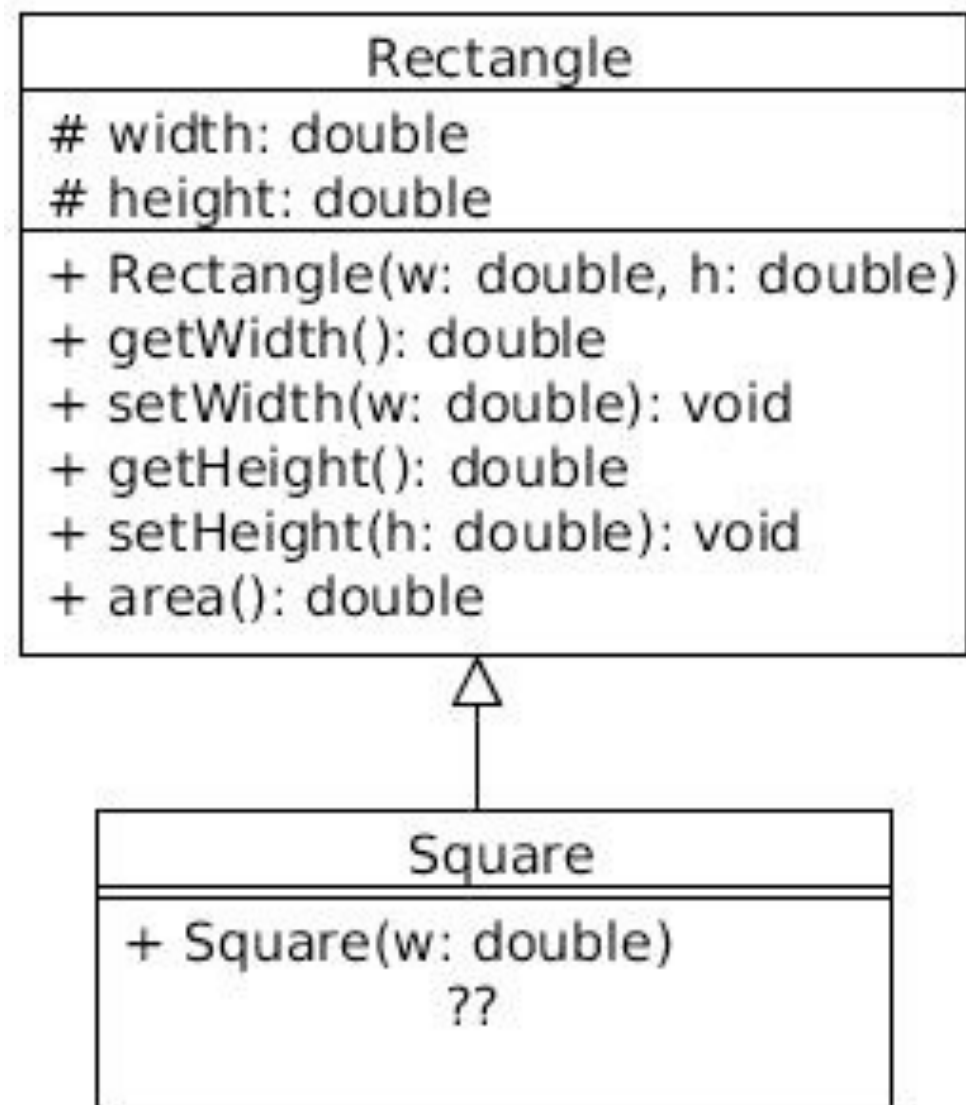 Rectangle
# width: double
# height: double
+ Rectangle(w: double, h: double)
+ getWidth(): double
+ setWidth(w: double): void
+ getHeight(): double
+ setHeight(h: double): void
+ area(): double
Square
+ Square(w: double)
??